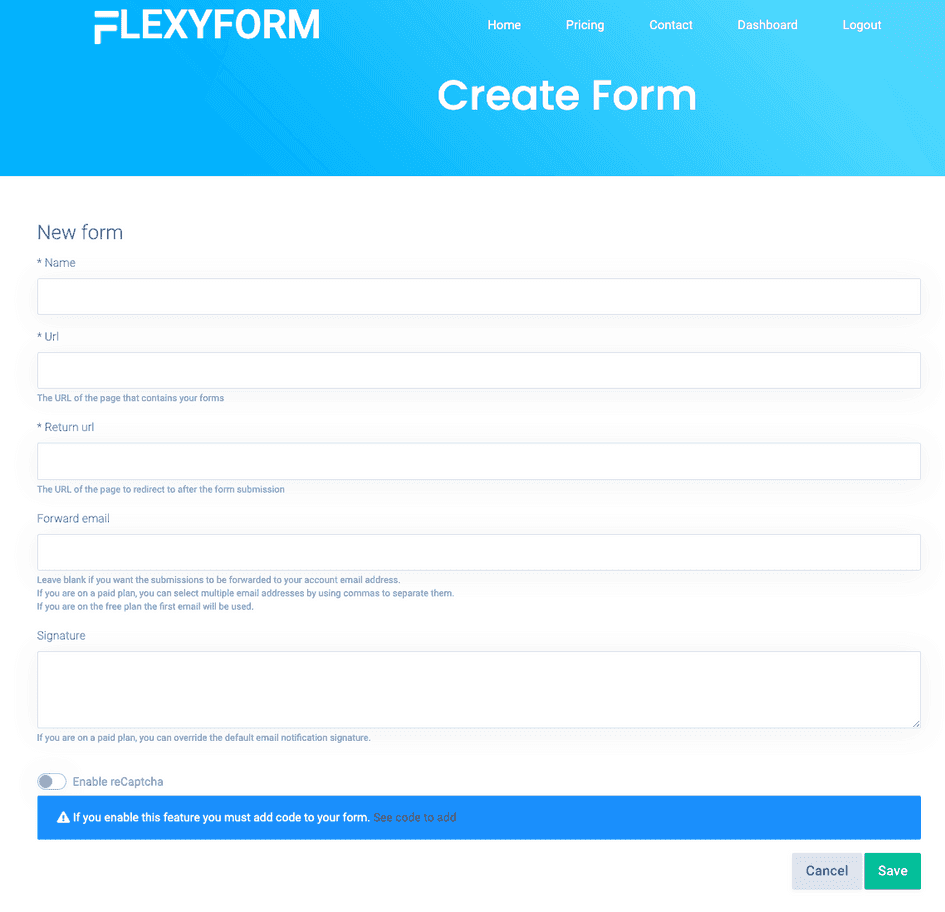 FLEXYFORM
Home Pricing Contact Dashboard Logout
Create Form
New form
* Name
* Url
The URL of the page that contains your forms
* Return url
The URL of the page to redirect to after the form submission
Forward email
Leave blank if you want the submissions to be forwarded to your account email address.
If you are on a paid plan, you can select multiple email addresses by using commas to separate them.
If you are on the free plan the first email will be used.
Signature
If you are on a paid plan, you can override the default email notification signature.
Enable reCaptcha
If you enable this feature you must add code to your form. See code to add
Cancel Save